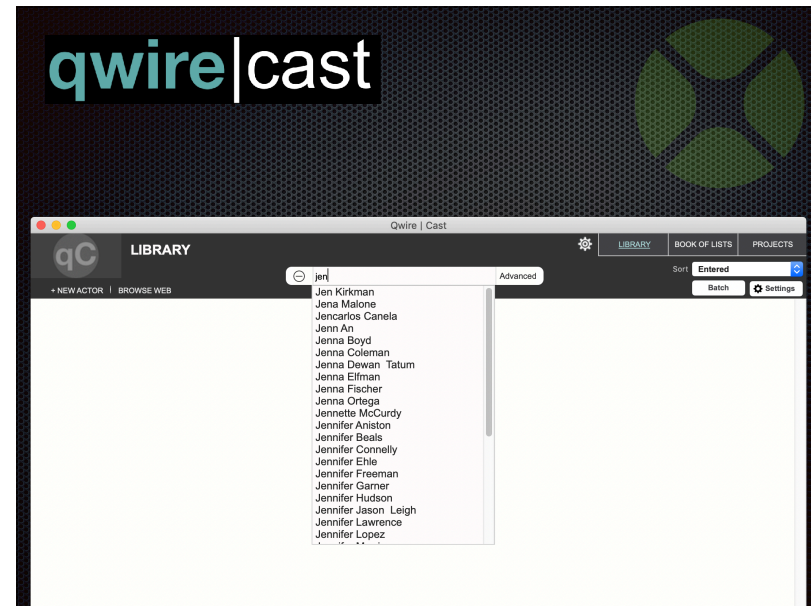 qwire|cast
Qwire | Cast
qC
LIBRARY
LIBRARY
BOOK OF LISTS
PROJECTS
jen
Advanced
Sort
Entered
+ NEW ACTOR | BROWSE WEB
Batch
Settings
Jen Kirkman
Jena Malone
Jencarlos Canela
Jenn An
Jenna Boyd
Jenna Coleman
Jenna Dewan Tatum
Jenna Elfman
Jenna Fischer
Jenna Ortega
Jennette McCurdy
Jennifer Aniston
Jennifer Beals
Jennifer Connelly
Jennifer Ehle
Jennifer Freeman
Jennifer Garner
Jennifer Hudson
Jennifer Jason Leigh
Jennifer Lawrence
Jennifer Lopez